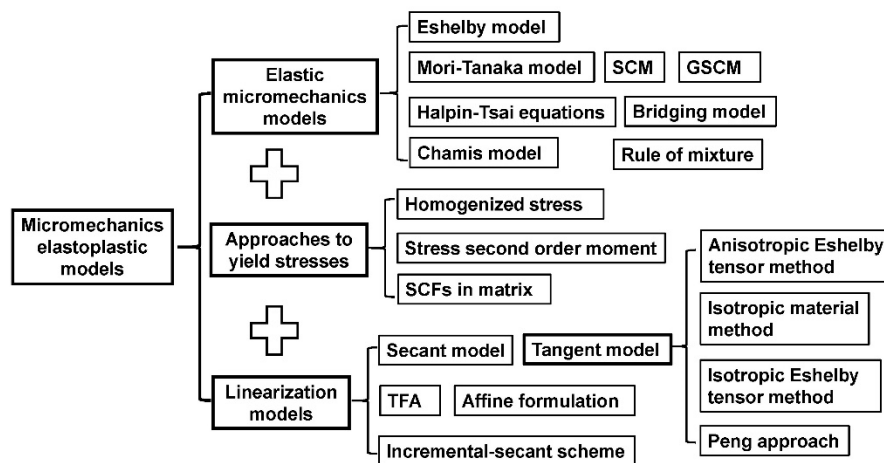 Micromechanics
elastoplastic
models
Elastic
micromechanics
models
Eshelby model
Mori-Tanaka model
SCM
GSCM
Halpin-Tsai equations
Bridging model
Chamis model
Rule of mixture
Approaches to
yield stresses
Homogenized stress
Stress second order moment
SCFs in matrix
Linearization
models
Secant model
Tangent model
TFA
Affine formulation
Incremental-secant scheme
Anisotropic Eshelby
tensor method
Isotropic material
method
Isotropic Eshelby
tensor method
Peng approach